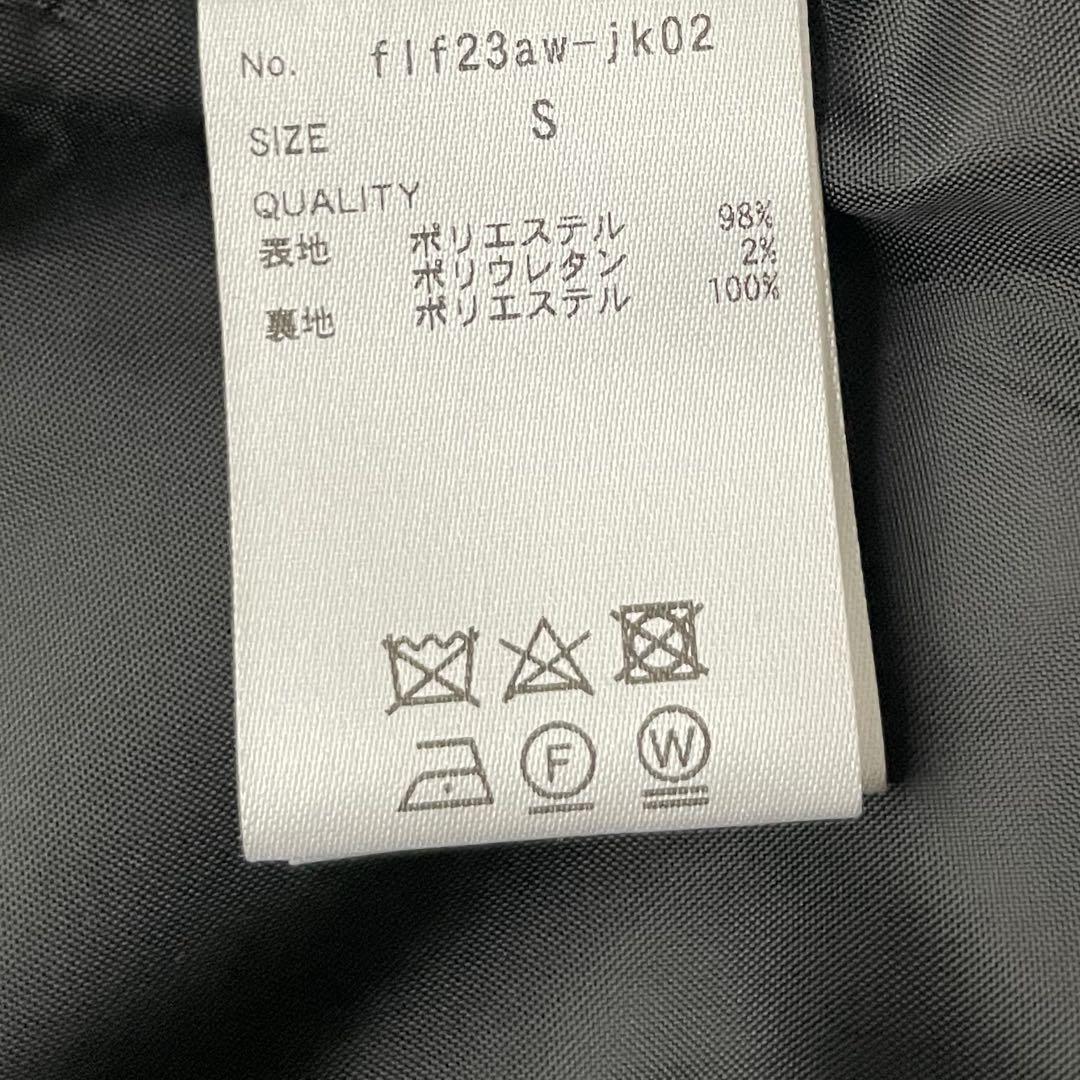 No. flf23aw-jk02
SIZE S
QUALITY
表地 ポリエステル 98%
ポリウレタン 2%
裏地 ポリエステル 100%
F W